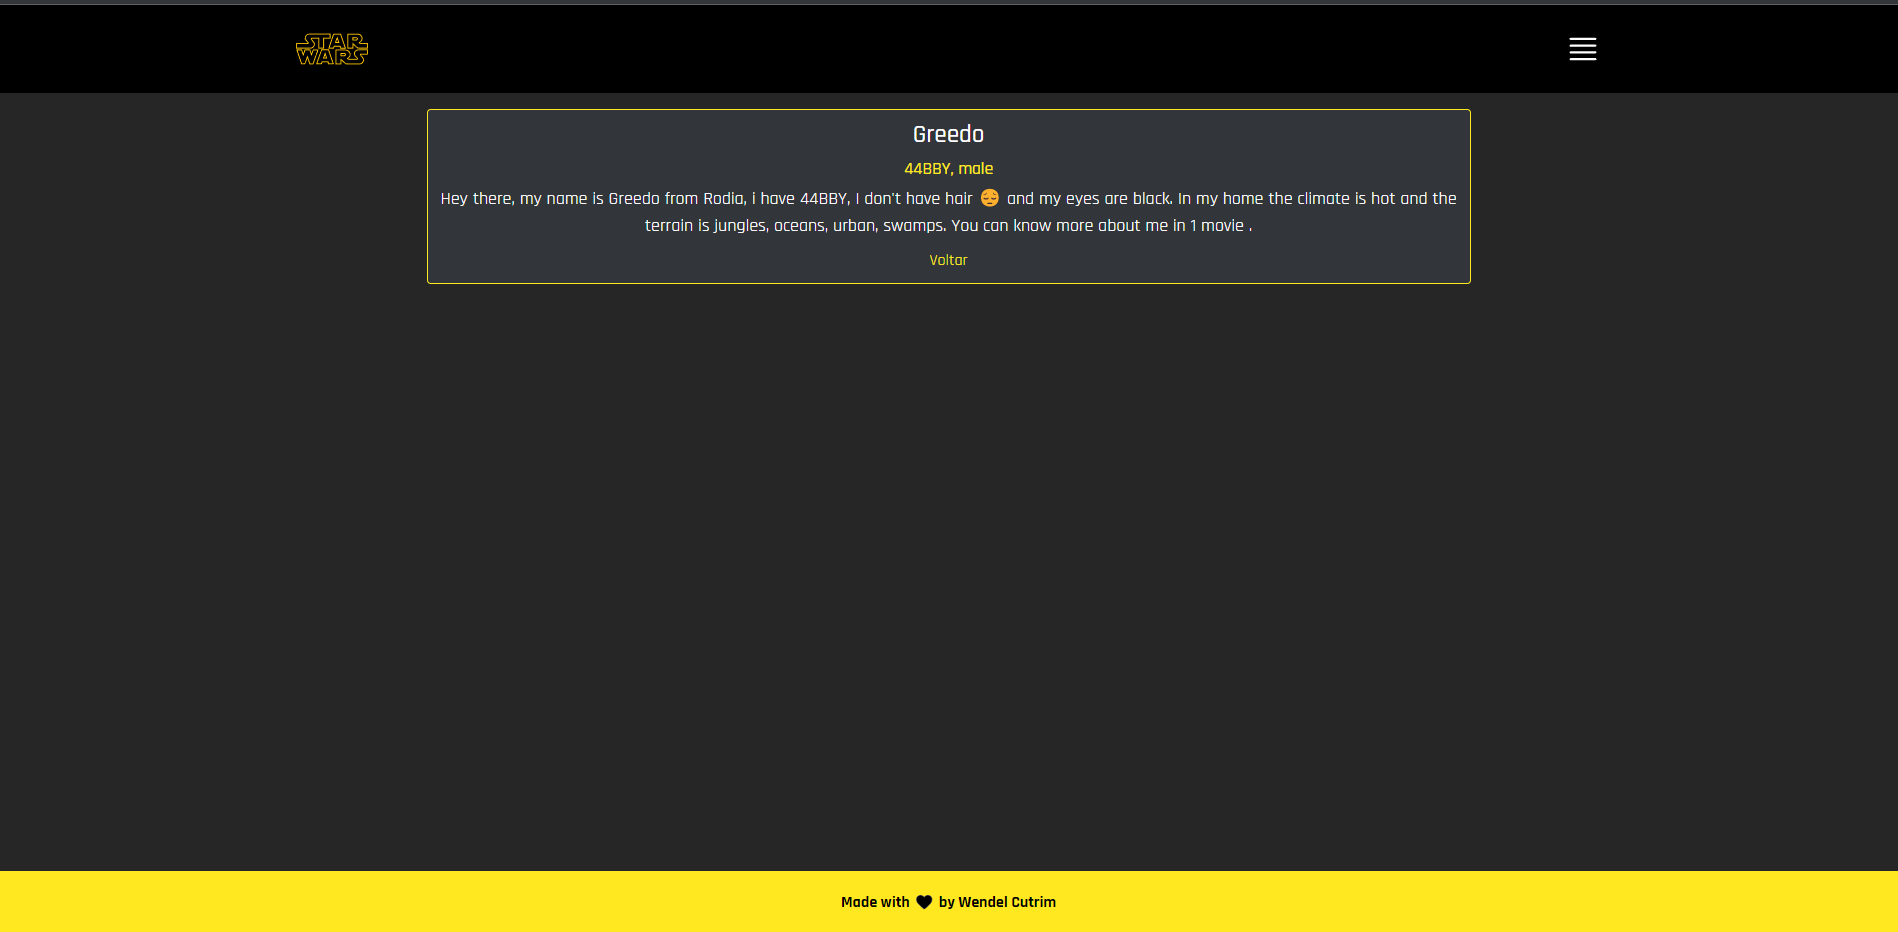 STAR
WARS
Greedo
44BBY, male
Hey there, my name is Greedo from Rodia, i have 44BBY, I don't have hair 😔 and my eyes are black. In my home the climate is hot and the
terrain is jungles, oceans, urban, swamps. You can know more about me in 1 movie .
Voltar
Made with 🖤 by Wendel Cutrim